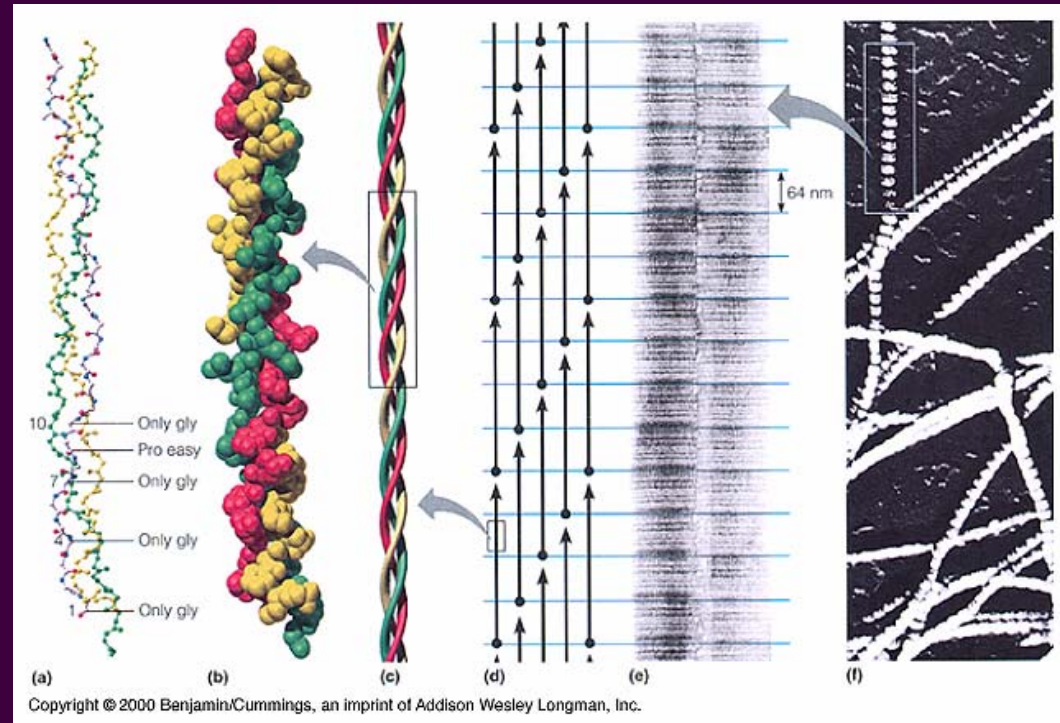 10
Only gly
Pro easy
7
Only gly
4
Only gly
1
Only gly
64 nm
(a)
(b)
(c)
(d)
(e)
(f)
Copyright © 2000 Benjamin/Cummings, an imprint of Addison Wesley Longman, Inc.